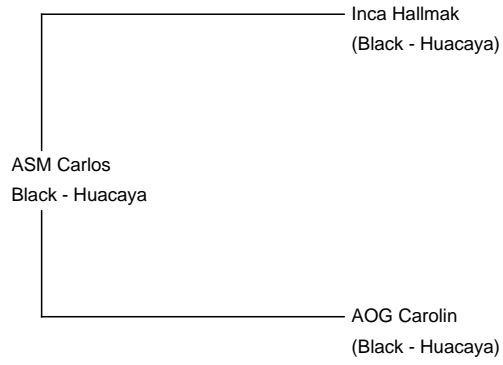 Inca Hallmak
(Black - Huacaya)
ASM Carlos
Black - Huacaya
AOG Carolin
(Black - Huacaya)